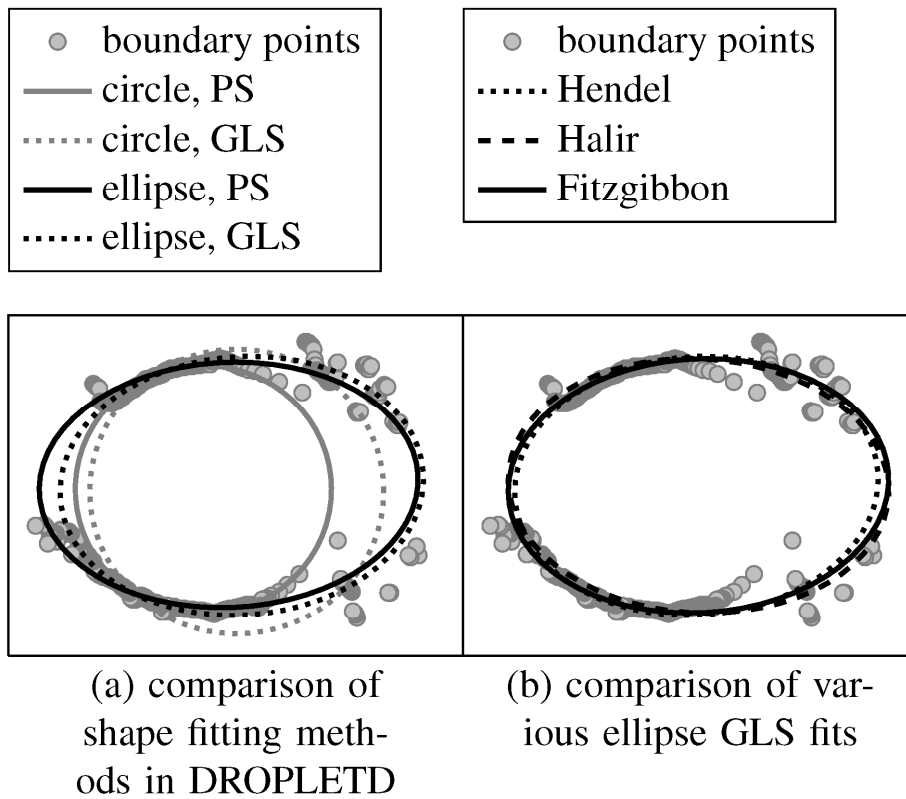 boundary points
circle, PS
circle, GLS
ellipse, PS
ellipse, GLS
boundary points
Hendel
Halir
Fitzgibbon
(a) comparison of
shape fitting meth-
ods in DROPLETD
(b) comparison of var-
ious ellipse GLS fits